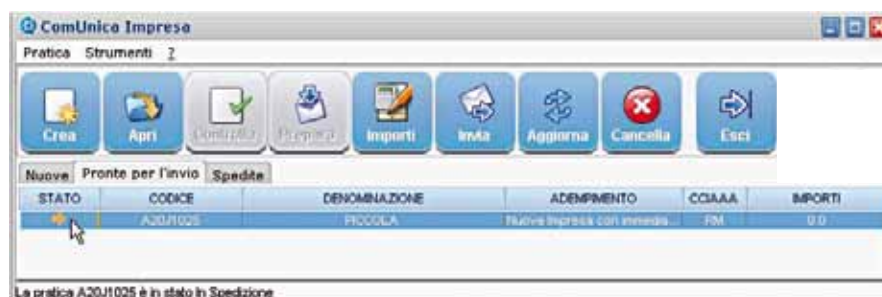 ComUnica Impresa
Pratica Strumenti ?
Crea Apri Controlla Prepara Importi Invia Aggiorna Cancella Esci
Nuove Pronte per l'invio Spedite
STATO CODICE DENOMINAZIONE ADEMPIMENTO CCIAAA IMPORTI
A20J1025 PICCOLA Nuova Impresa con immedia... RM 0.0
La pratica A20J1025 è in stato In Spedizione